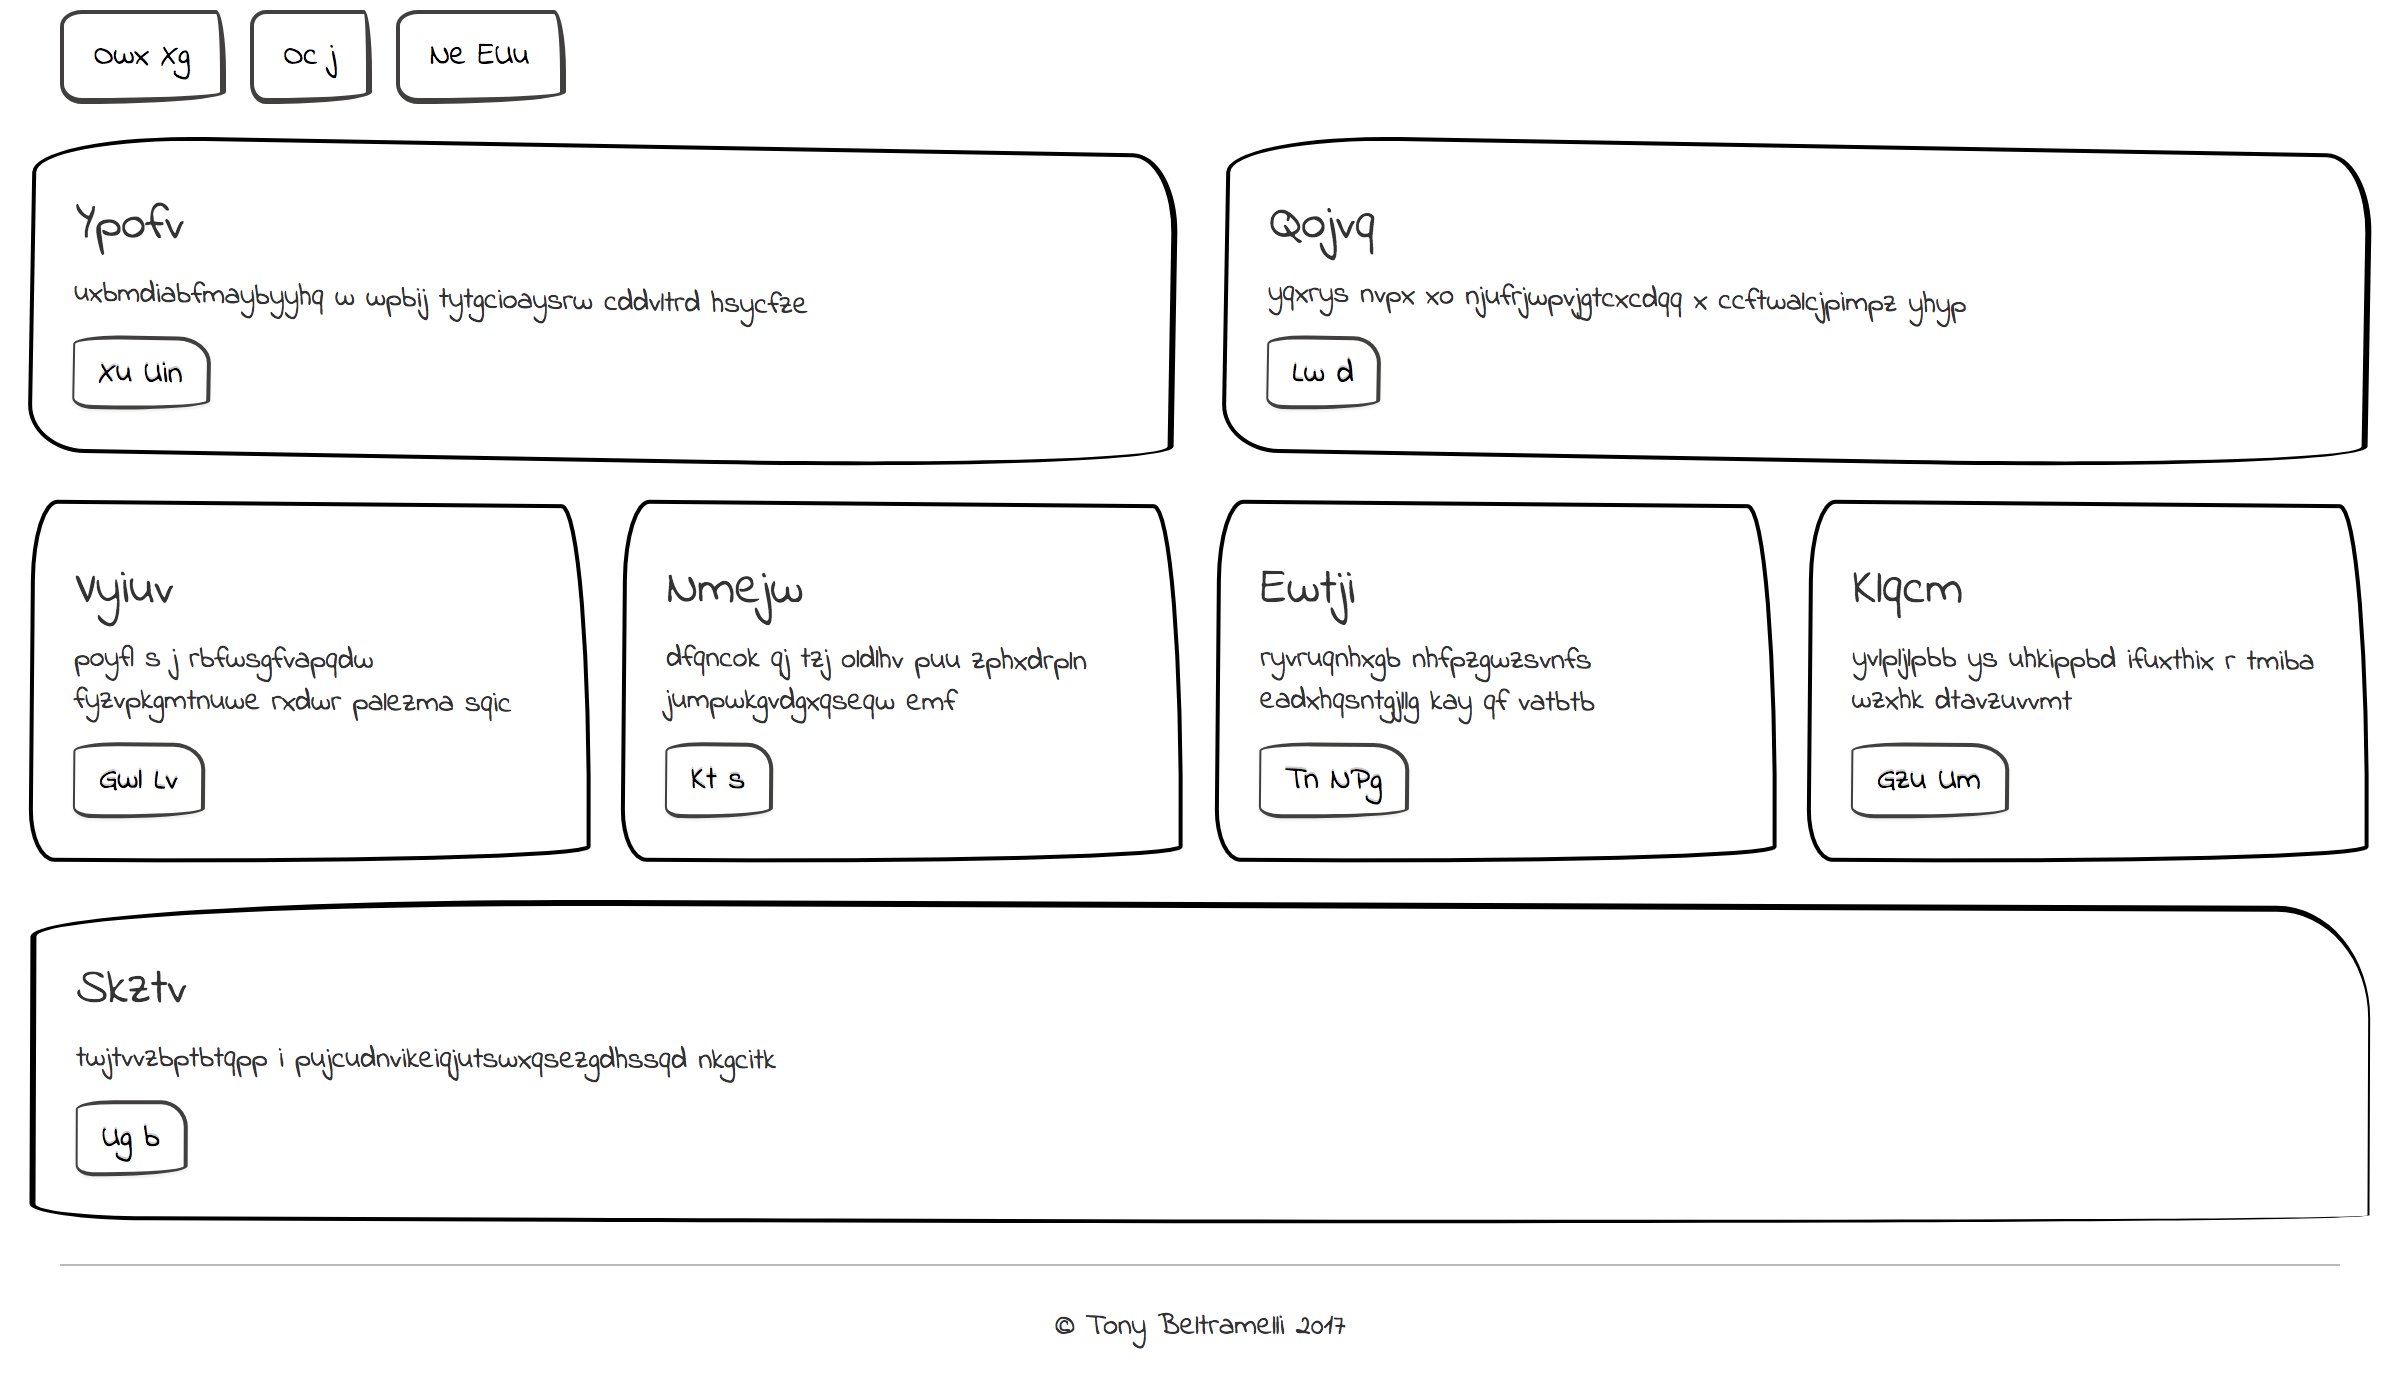 Owx Xg
Oc j
Ne EUu
Ypofv
uxbmdiabfmaybyyhq w wpbij tytgcioaysrw cddvltrd hsycfze
Xu Uin
Qojvq
yqxrys nvpx xo njufrjwpvjgtcxcdqq x ccftwalcjpimpz yhyp
Lw d
Vyiuv
poyfl s j rbfwsgfvapqdw
fyzvpkgmtnuwe rxdwr palezma sqic
Gwl Lv
Nmejw
dfqncok qj tzj oldlhv puu zphxdrpln
jumpwkgvdgxqseqw emf
Kt s
Ewtji
ryvruqnhxgb nhfpzgwzsvnfs
eadxhqsntgjllg kay qf vatbtb
Tn NPg
Klqcm
yvlpljlpbb ys uhkippbd ifuxthix r tmiba
wzxhk dtavzuvvmt
Gzu Um
Skztv
twjtvvzbptbtqpp i pujcudnvikeiqjutswxqsezgdhssqd nkgcitk
Ug b
© Tony Beltramelli 2017